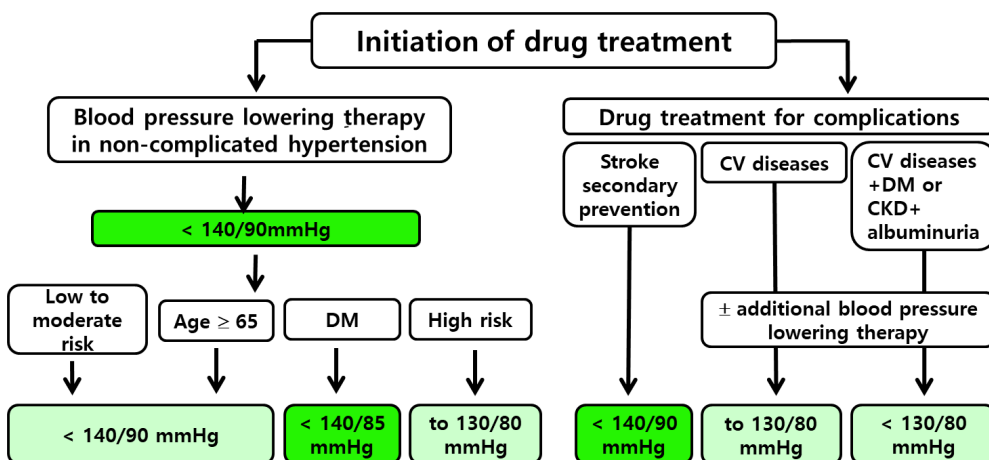 Initiation of drug treatment
Blood pressure lowering therapy
in non-complicated hypertension
< 140/90mmHg
Low to
moderate
risk
Age ≥ 65
DM
High risk
< 140/90 mmHg
< 140/85
mmHg
to 130/80
mmHg
Drug treatment for complications
Stroke
secondary
prevention
CV diseases
CV diseases
+DM or
CKD+
albuminuria
± additional blood pressure
lowering therapy
< 140/90
mmHg
to 130/80
mmHg
< 130/80
mmHg